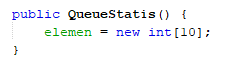 public QueueStatis() {
elemen = new int[10];
}